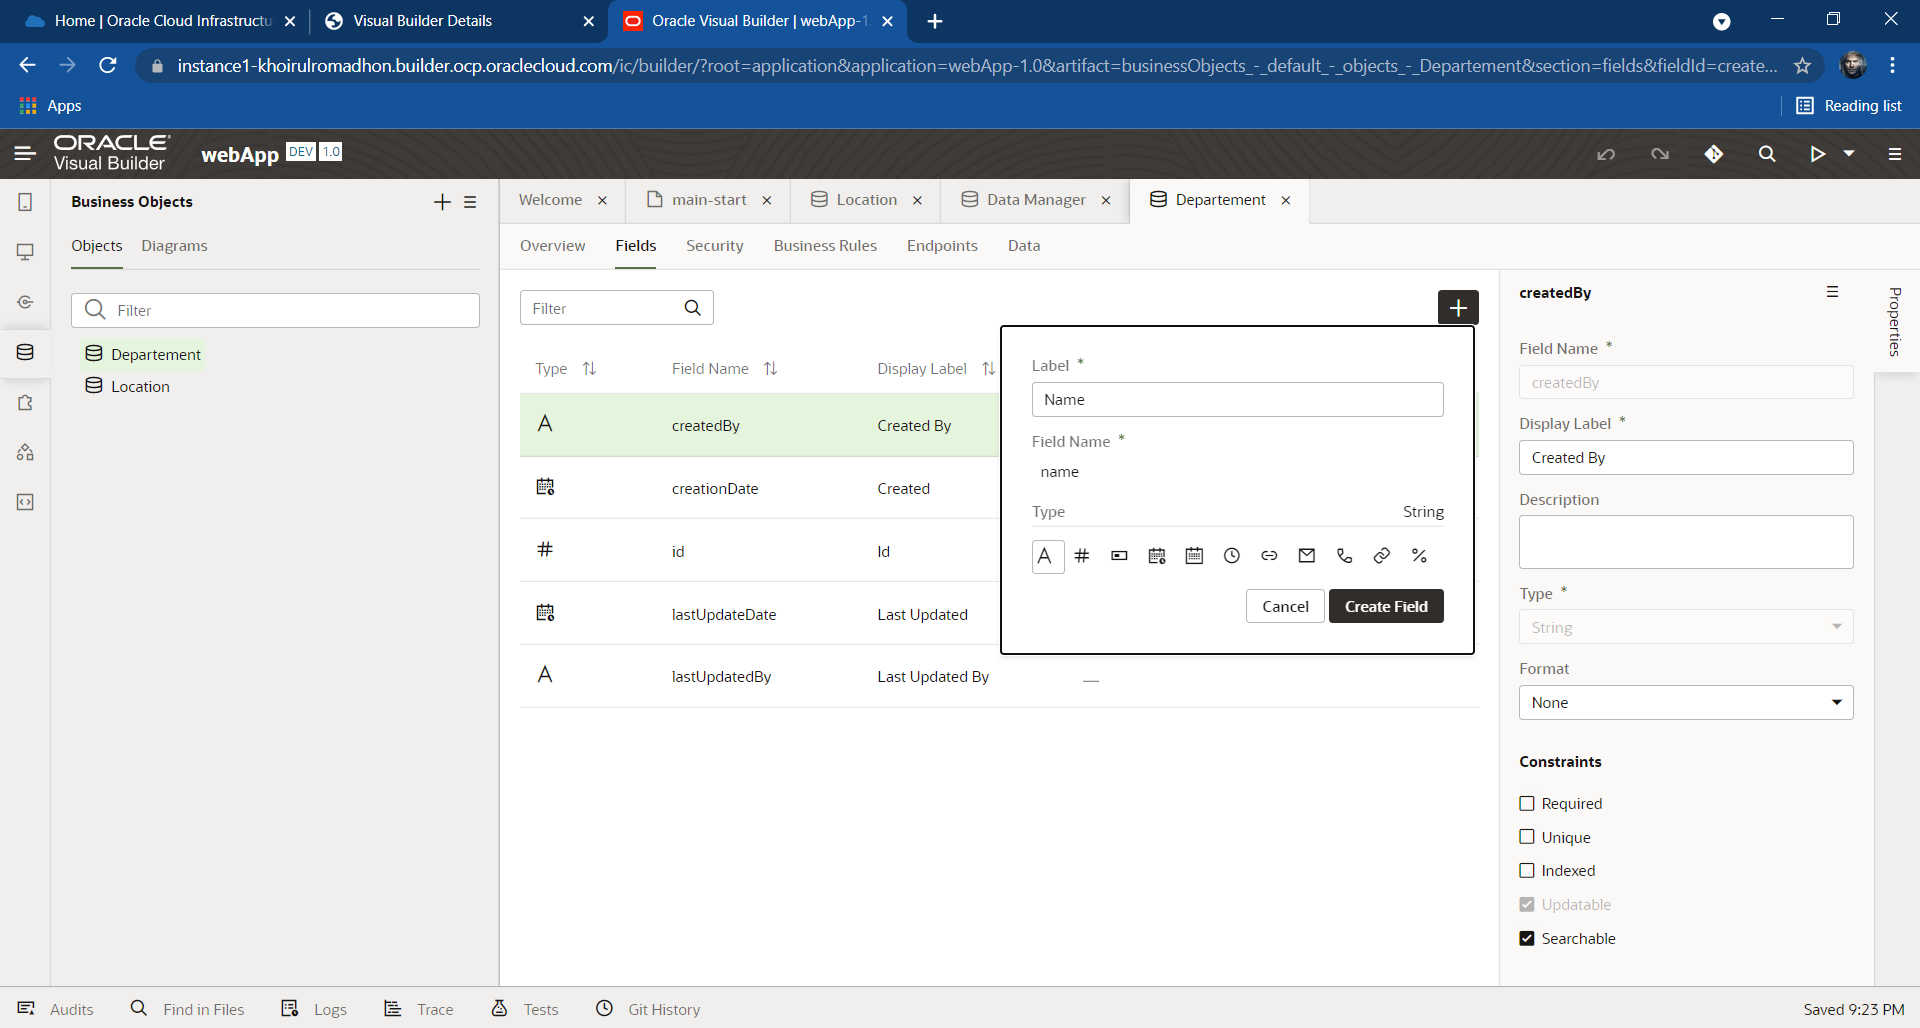 Home | Oracle Cloud Infrastructu
Visual Builder Details
Oracle Visual Builder | webApp-1.
instance1-khoirulromadhon.builder.ocp.oraclecloud.com/ic/builder/?root=application&application=webApp-1.0&artifact=businessObjects_-_default_-_objects_-_Departement&section=fields&fieldId=create...
Apps
Reading list
ORACLE
Visual Builder
webApp DEV 1.0
Business Objects
Objects Diagrams
Filter
Departement
Location
Welcome
main-start
Location
Data Manager
Departement
Overview Fields Security Business Rules Endpoints Data
Filter
Type Field Name Display Label
createdBy Created By
creationDate Created
id Id
lastUpdateDate Last Updated
lastUpdatedBy Last Updated By
Label *
Name
Field Name *
name
Type String
Cancel Create Field
createdBy
Properties
Field Name *
createdBy
Display Label *
Created By
Description
Type *
String
Format
None
Constraints
Required
Unique
Indexed
Updatable
Searchable
Audits Find in Files Logs Trace Tests Git History
Saved 9:23 PM